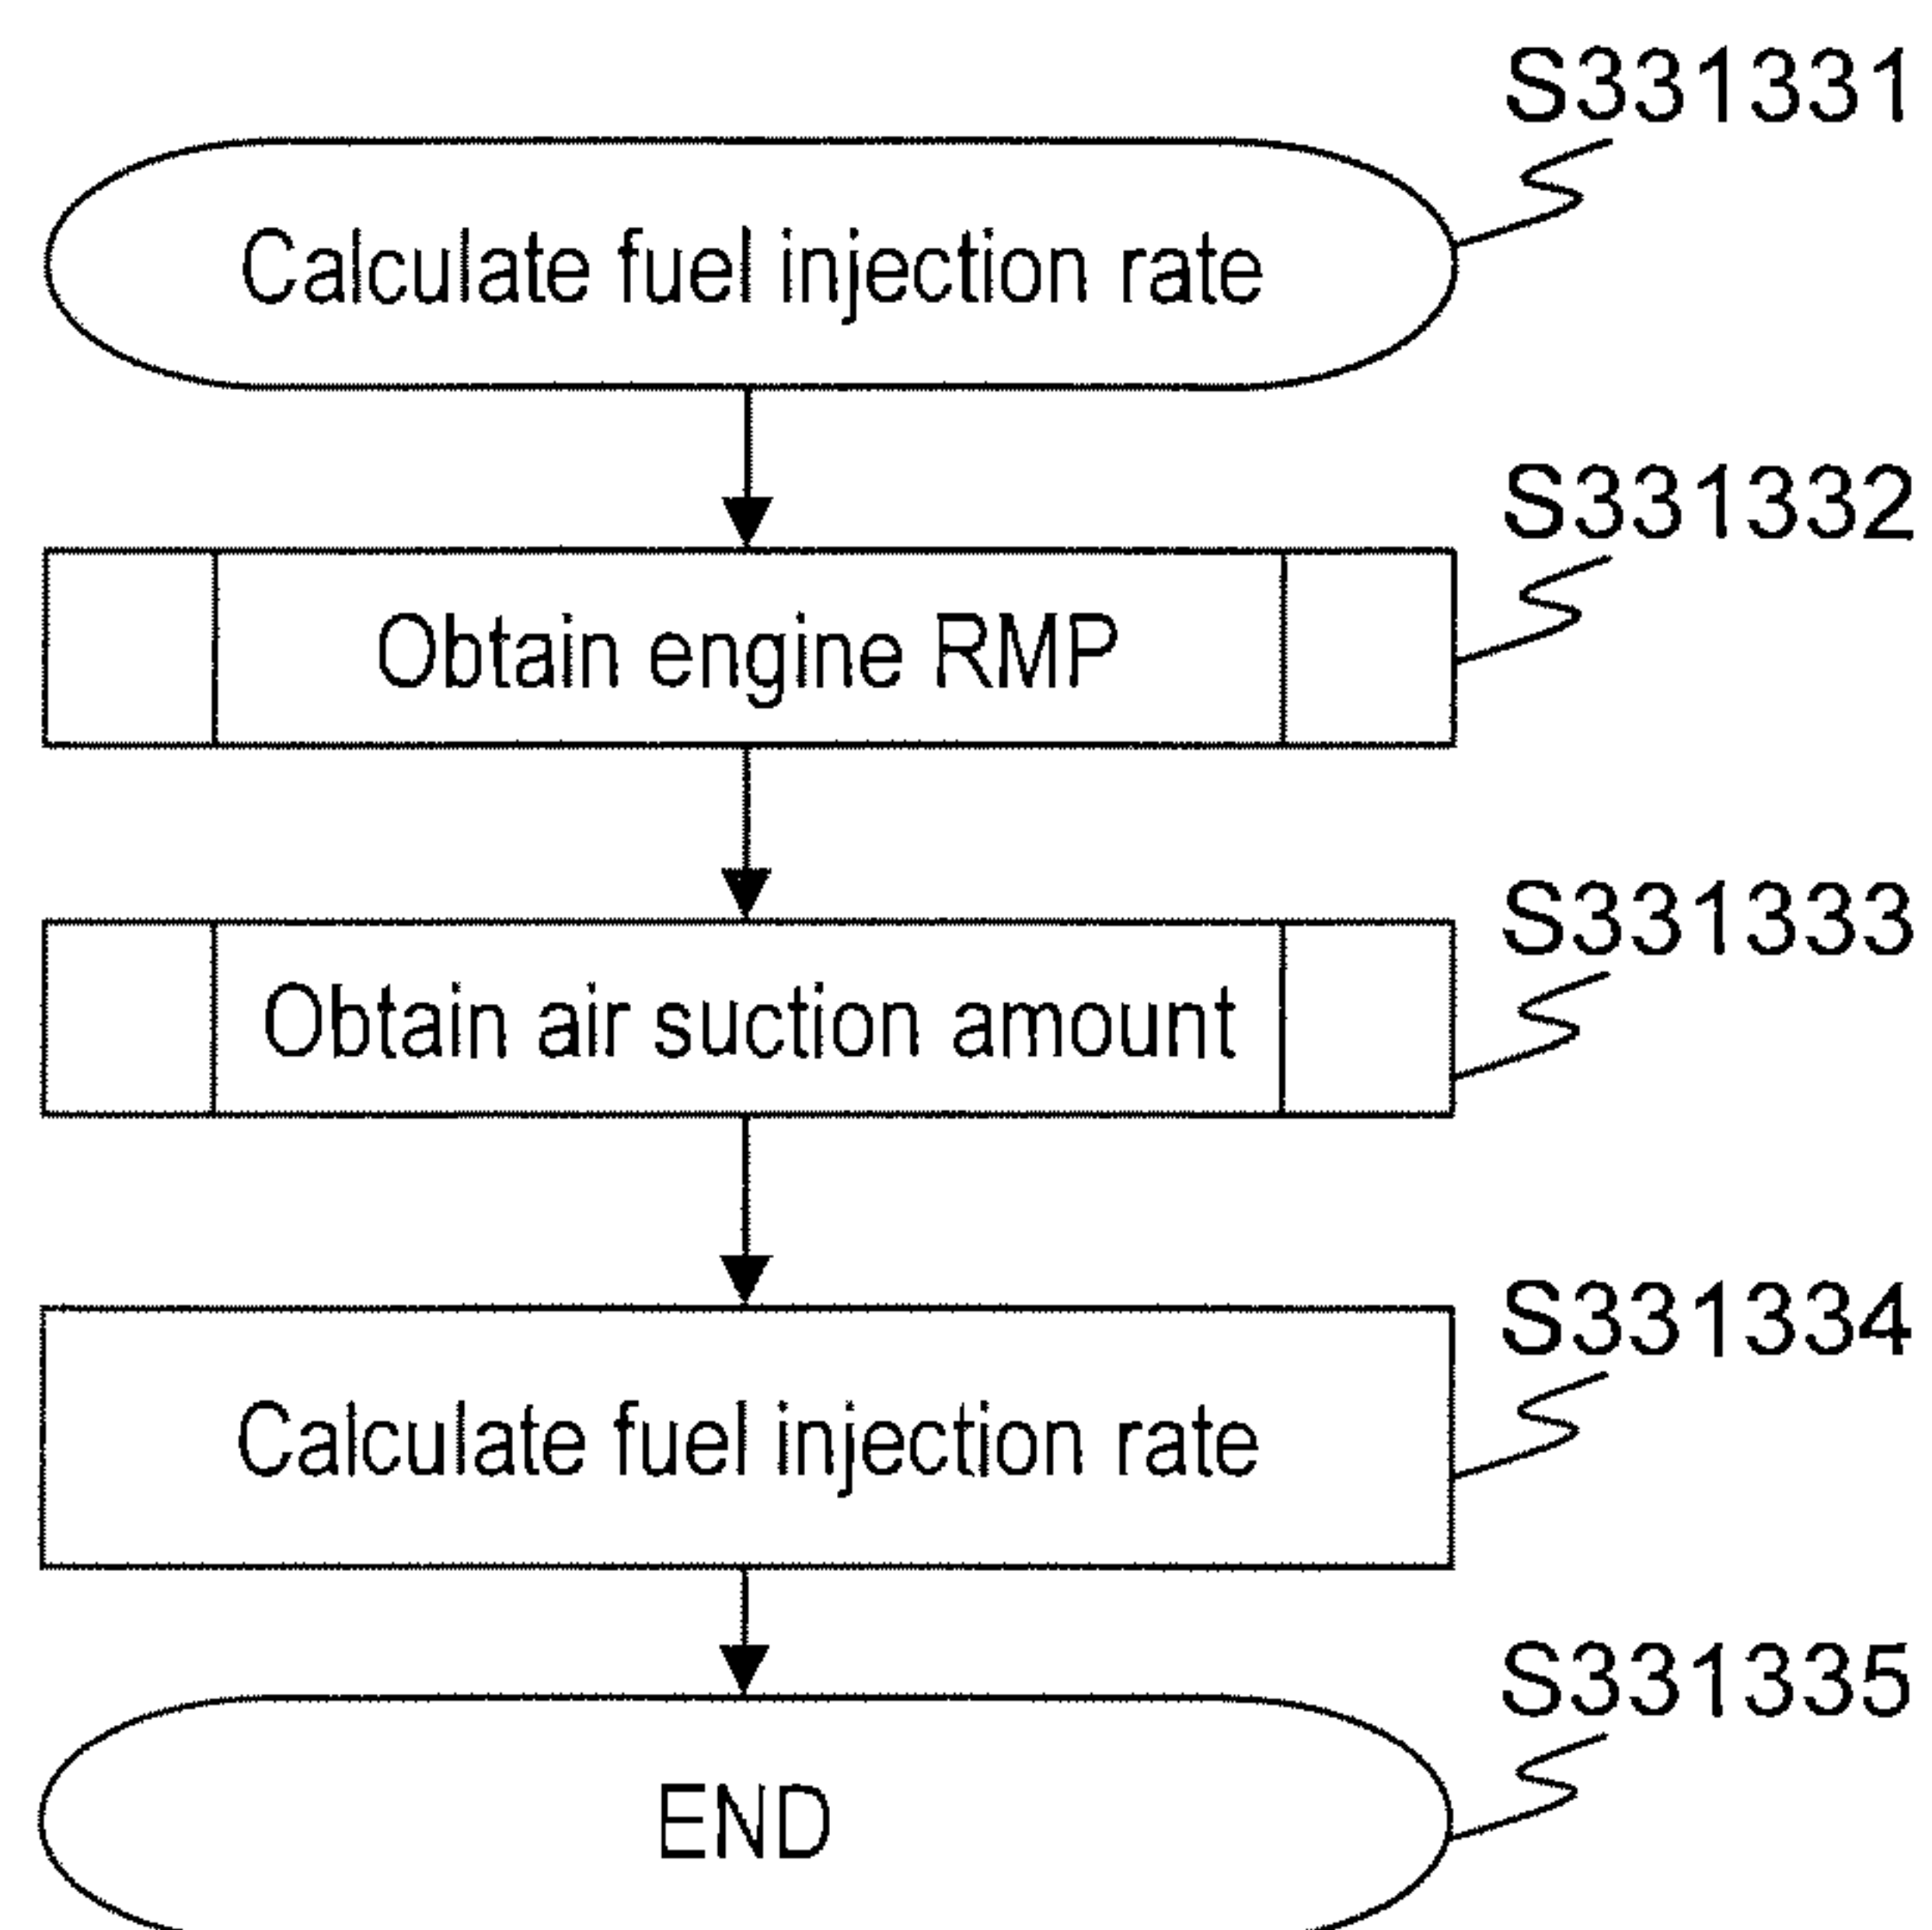 S331331
Calculate fuel injection rate
S331332
Obtain engine RMP
S331333
Obtain air suction amount
S331334
Calculate fuel injection rate
S331335
END